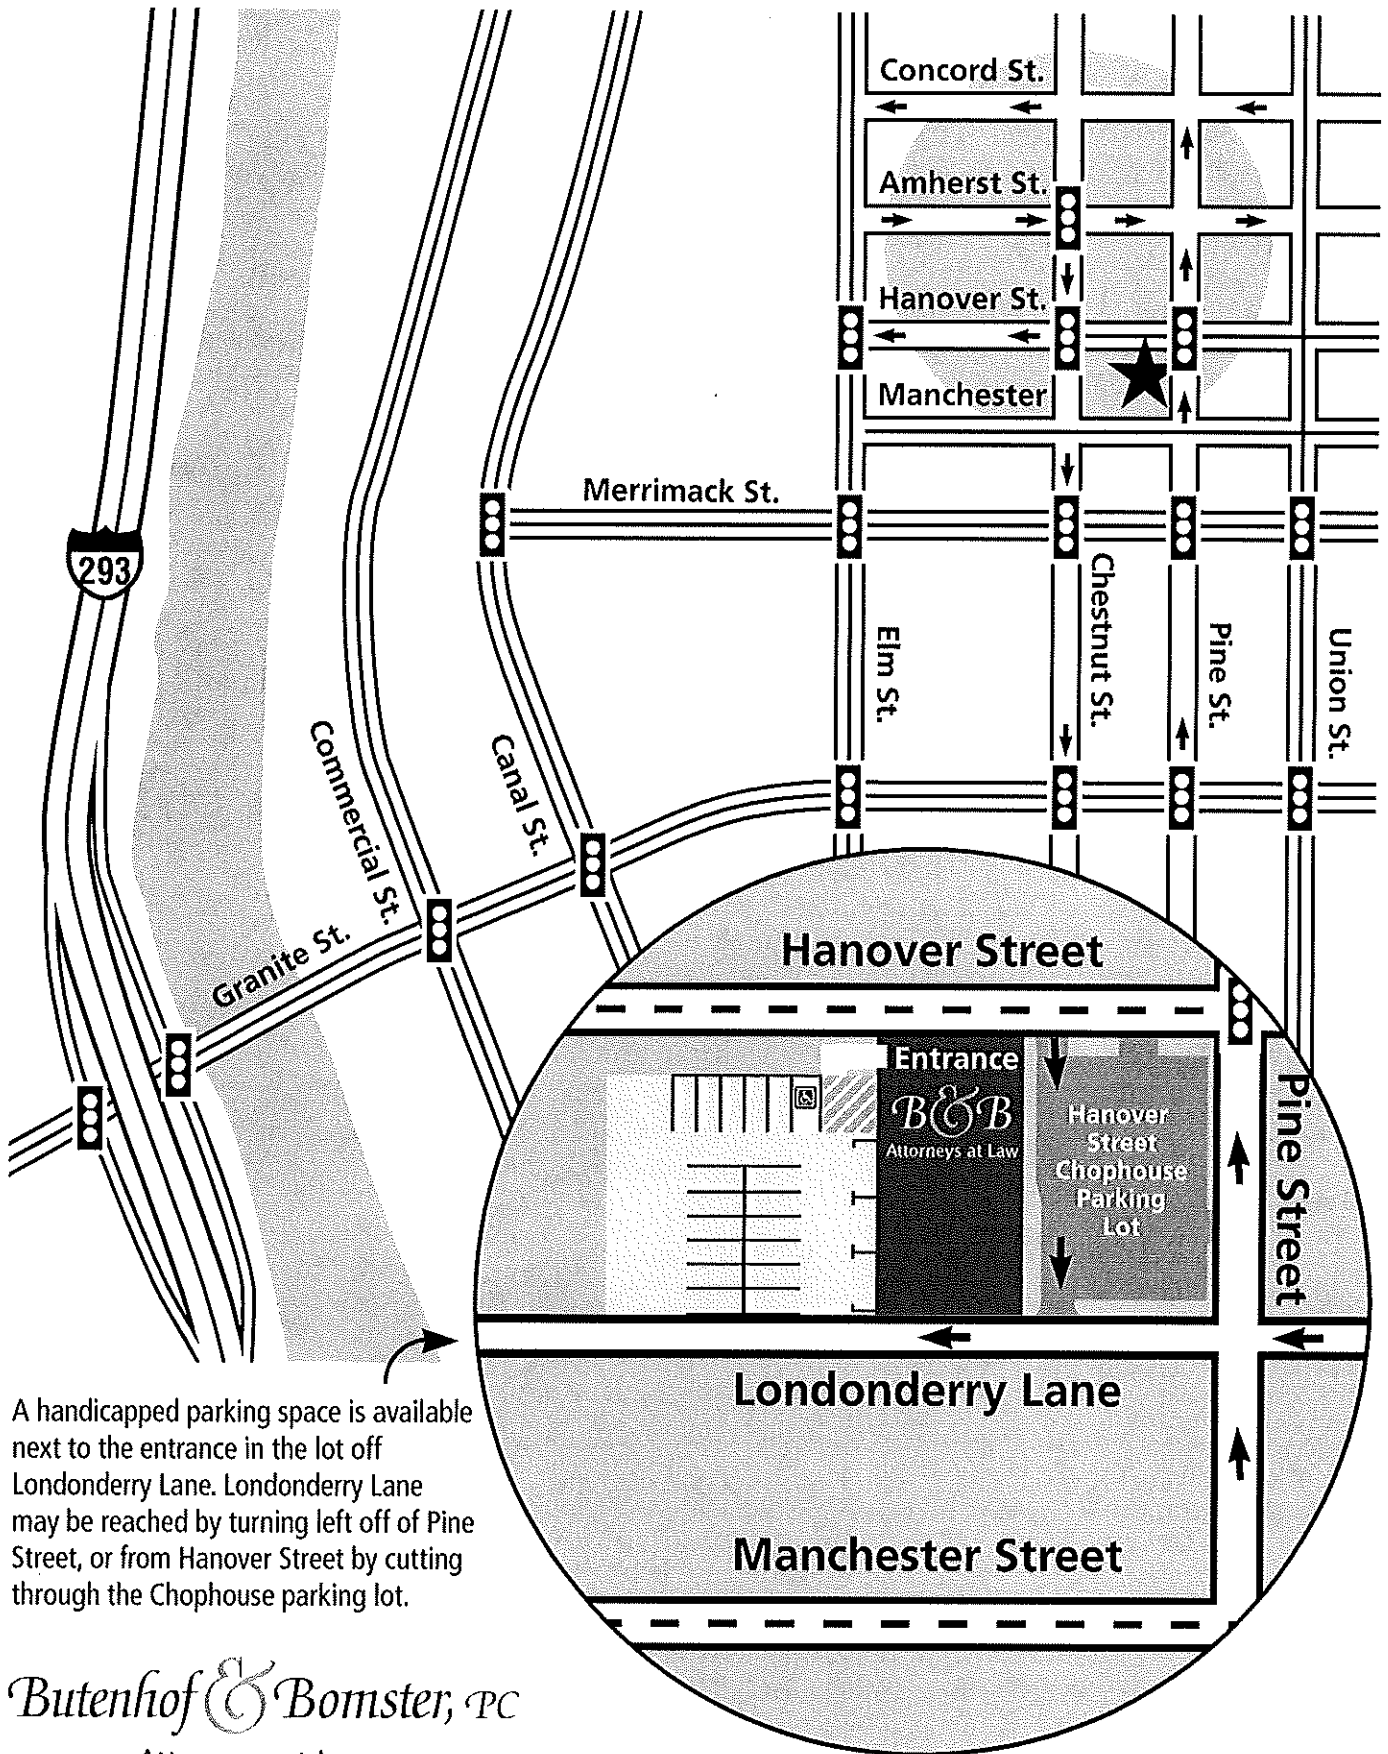 Concord St.
Amherst St.
Hanover St.
Manchester
Merrimack St.
293
Elm St.
Chestnut St.
Pine St.
Union St.
Commercial St.
Canal St.
Granite St.
Hanover Street
Entrance
B&B
Attorneys at Law
Hanover
Street
Chophouse
Parking
Lot
Pine Street
Londonderry Lane
Manchester Street
A handicapped parking space is available
next to the entrance in the lot off
Londonderry Lane. Londonderry Lane
may be reached by turning left off of Pine
Street, or from Hanover Street by cutting
through the Chophouse parking lot.
Butenhof & Bomster, PC